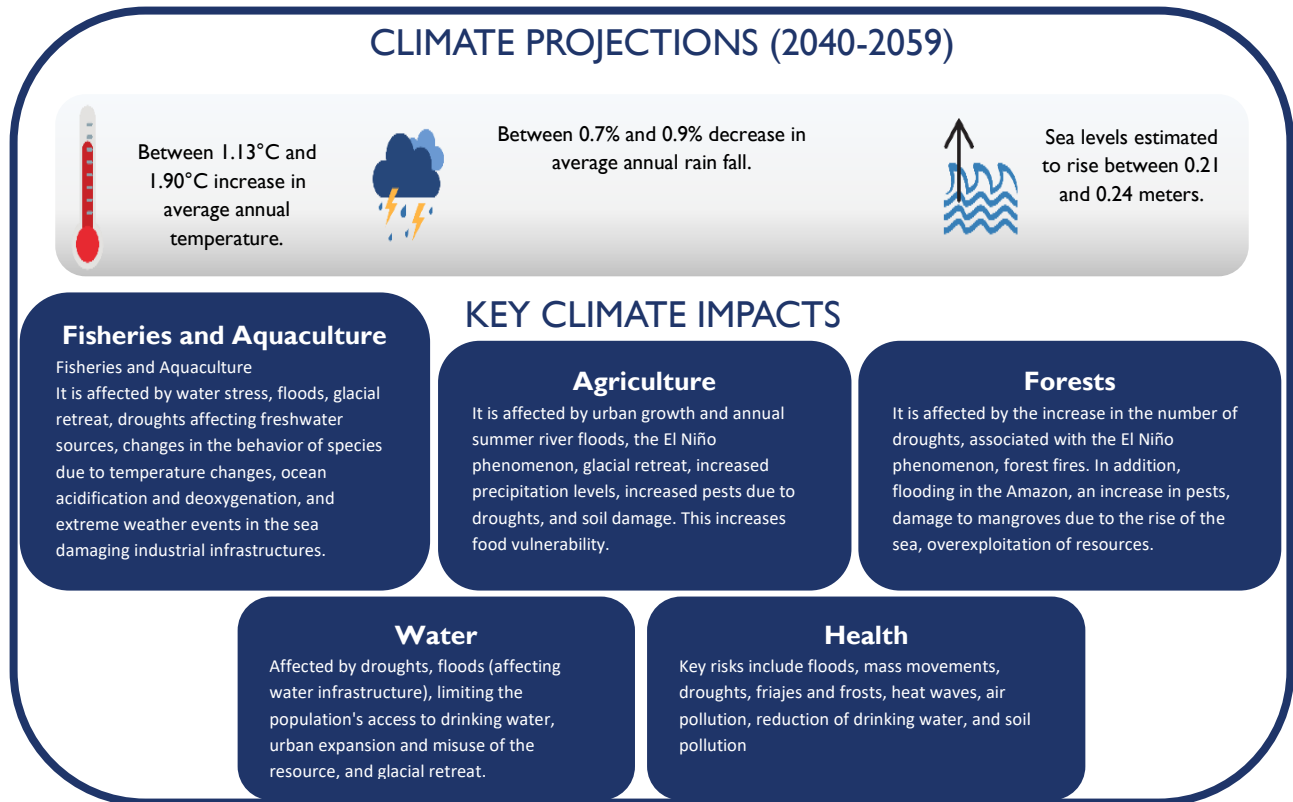 CLIMATE PROJECTIONS (2040-2059)
Between 1.13°C and
1.90°C increase in
average annual
temperature.
Between 0.7% and 0.9% decrease in
average annual rain fall.
Sea levels estimated
to rise between 0.21
and 0.24 meters.
KEY CLIMATE IMPACTS
Fisheries and Aquaculture
Fisheries and Aquaculture
It is affected by water stress, floods, glacial
retreat, droughts affecting freshwater
sources, changes in the behavior of species
due to temperature changes, ocean
acidification and deoxygenation, and
extreme weather events in the sea
damaging industrial infrastructures.
Agriculture
It is affected by urban growth and annual
summer river floods, the El Niño
phenomenon, glacial retreat, increased
precipitation levels, increased pests due to
droughts, and soil damage. This increases
food vulnerability.
Forests
It is affected by the increase in the number of
droughts, associated with the El Niño
phenomenon, forest fires. In addition,
flooding in the Amazon, an increase in pests,
damage to mangroves due to the rise of the
sea, overexploitation of resources.
Water
Affected by droughts, floods (affecting
water infrastructure), limiting the
population's access to drinking water,
urban expansion and misuse of the
resource, and glacial retreat.
Health
Key risks include floods, mass movements,
droughts, friajes and frosts, heat waves, air
pollution, reduction of drinking water, and soil
pollution